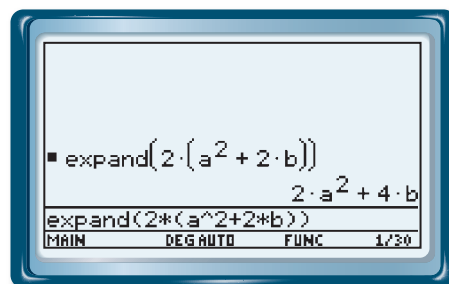 ▪ expand(2·(a² + 2·b))
2·a² + 4·b
expand(2*(a^2+2*b))
MAIN DEG AUTO FUNC 1/30